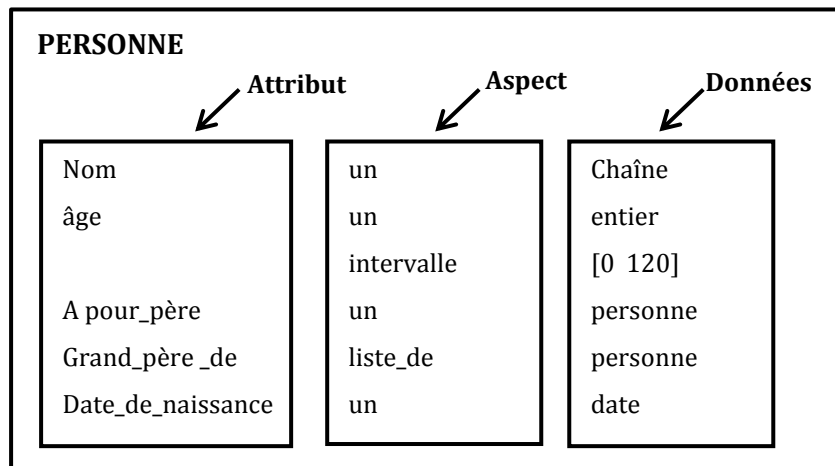 PERSONNE
Attribut Aspect Données
Nom un Chaîne
âge un entier
intervalle [0 120]
A pour_père un personne
Grand_père _de liste_de personne
Date_de_naissance un date